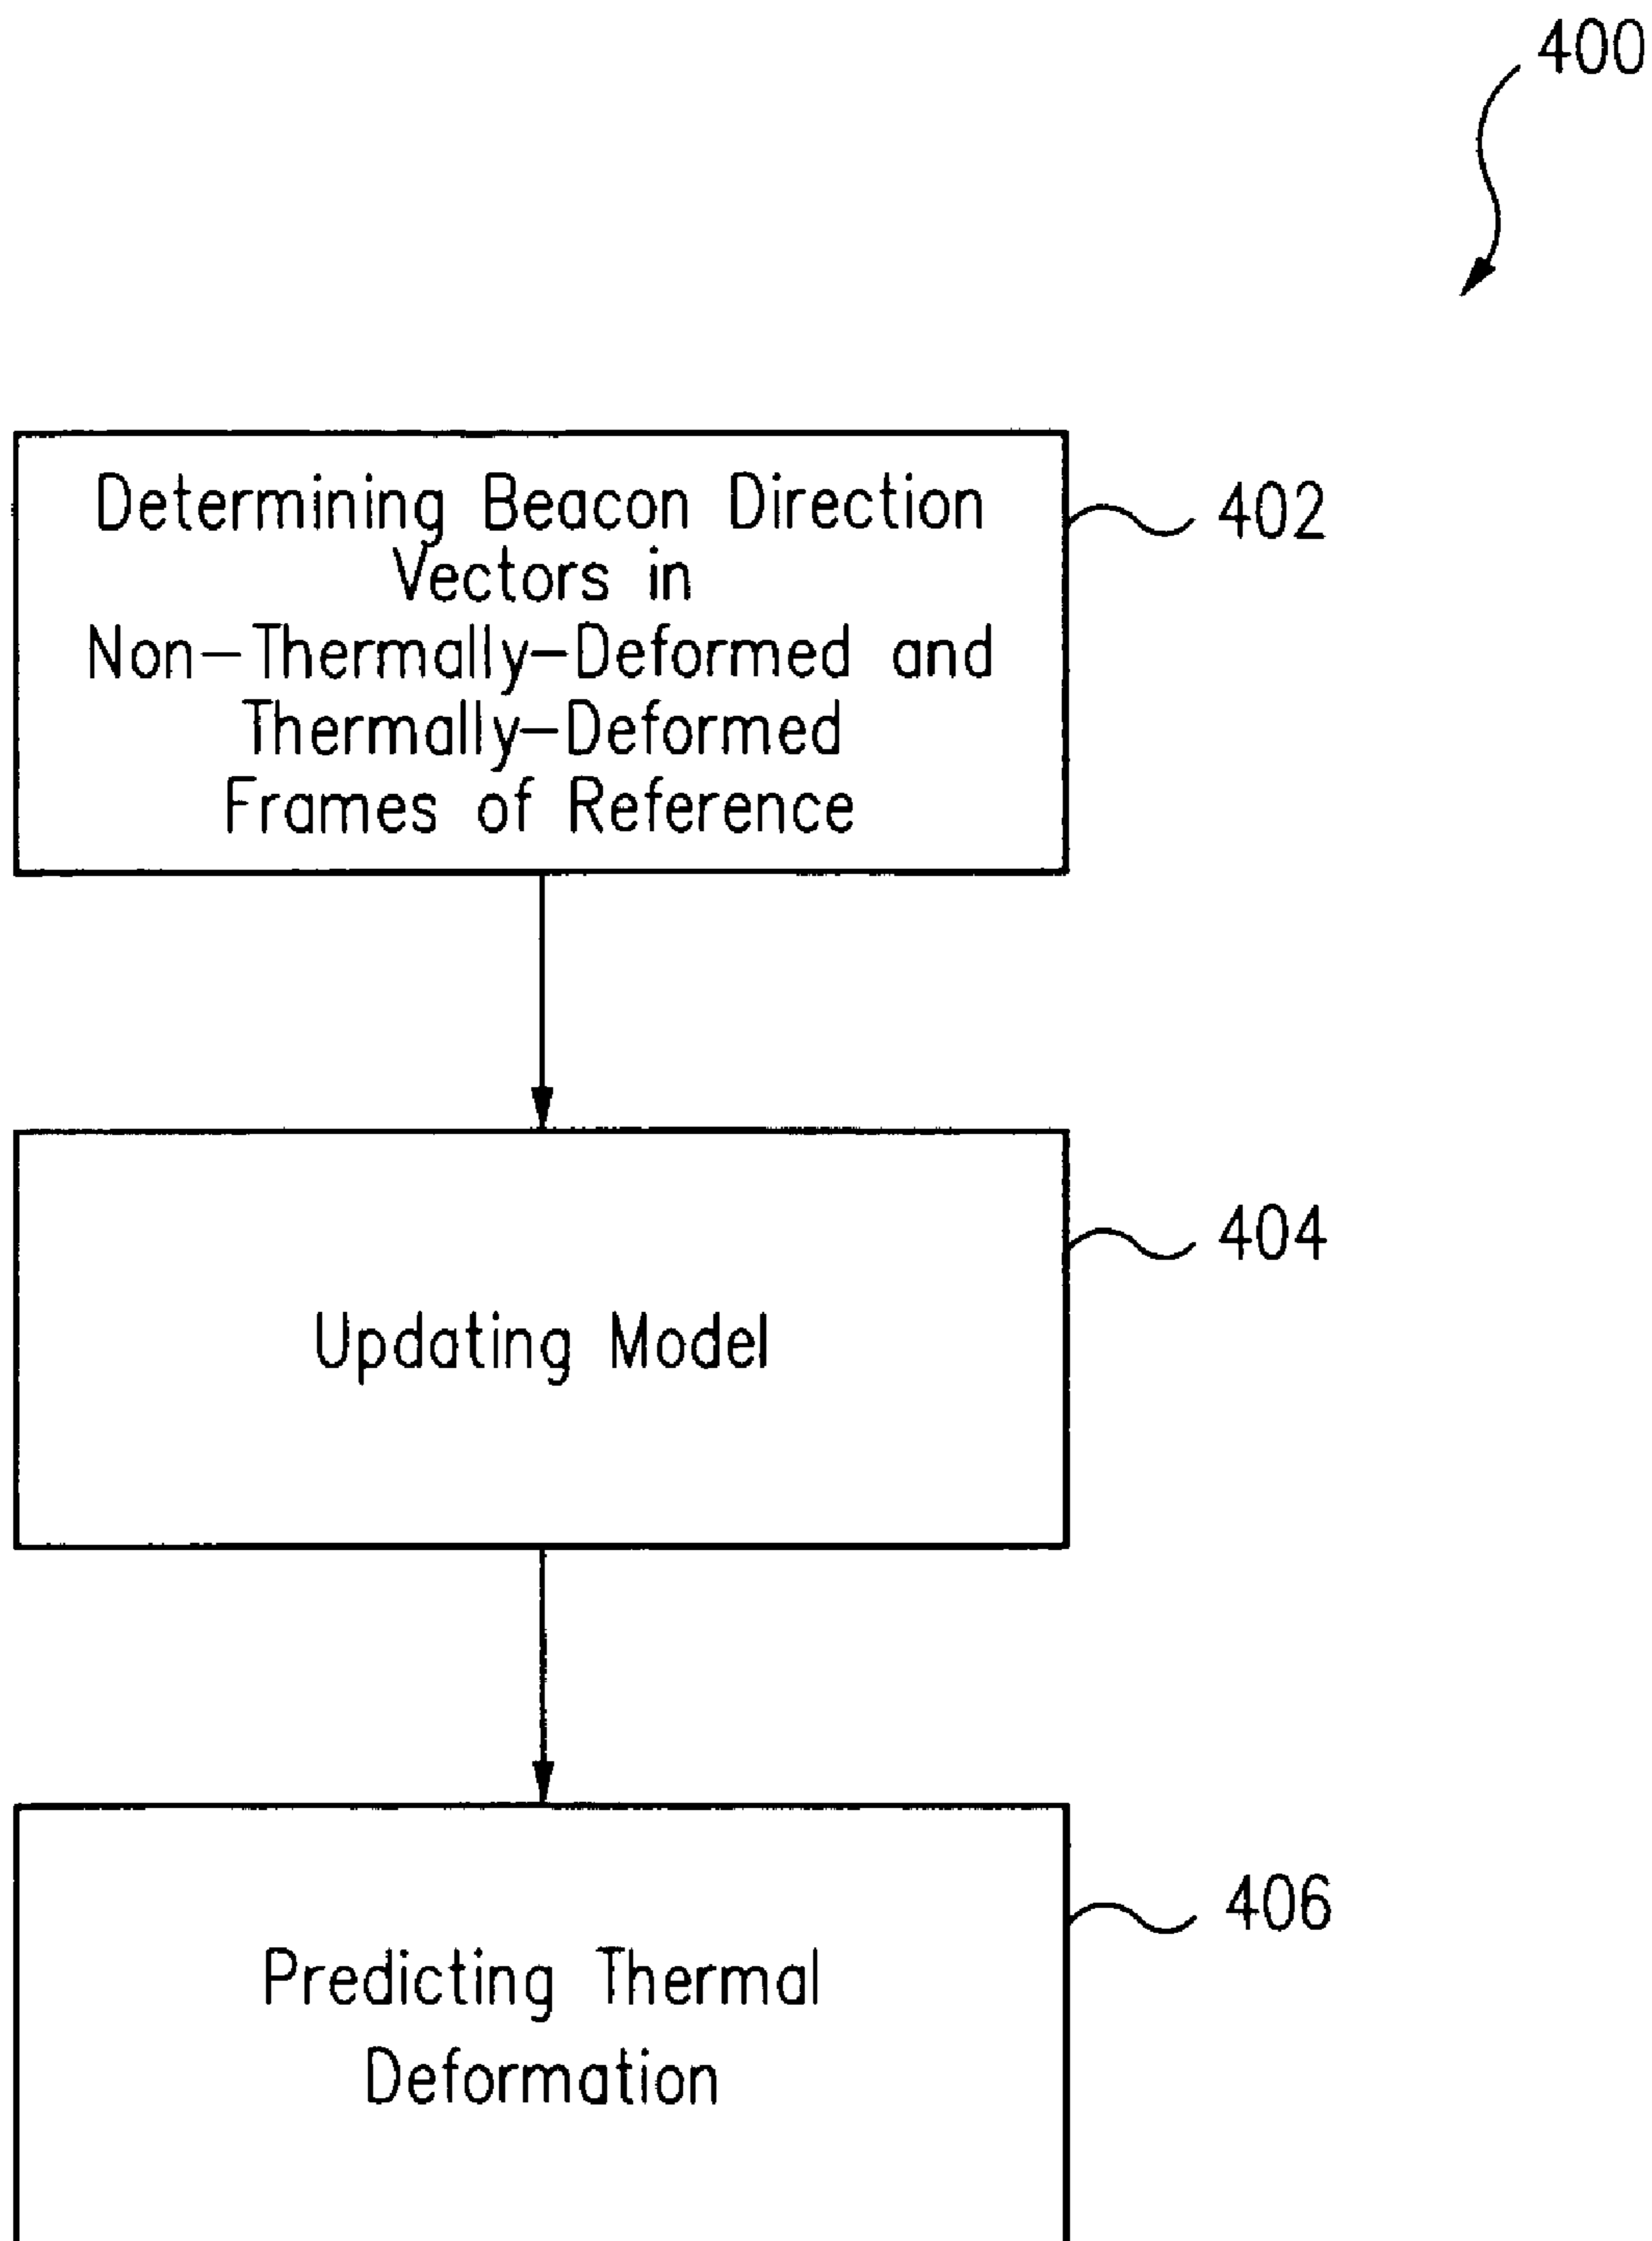 400
Determining Beacon Direction
Vectors in
Non-Thermally-Deformed and
Thermally-Deformed
Frames of Reference
402
Updating Model
404
Predicting Thermal
Deformation
406